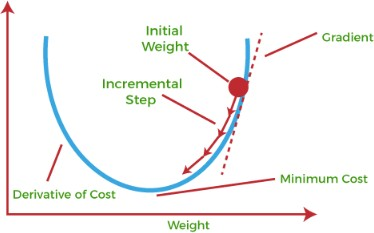 Initial
Weight
Gradient
Incremental
Step
Derivative of Cost
Minimum Cost
Weight